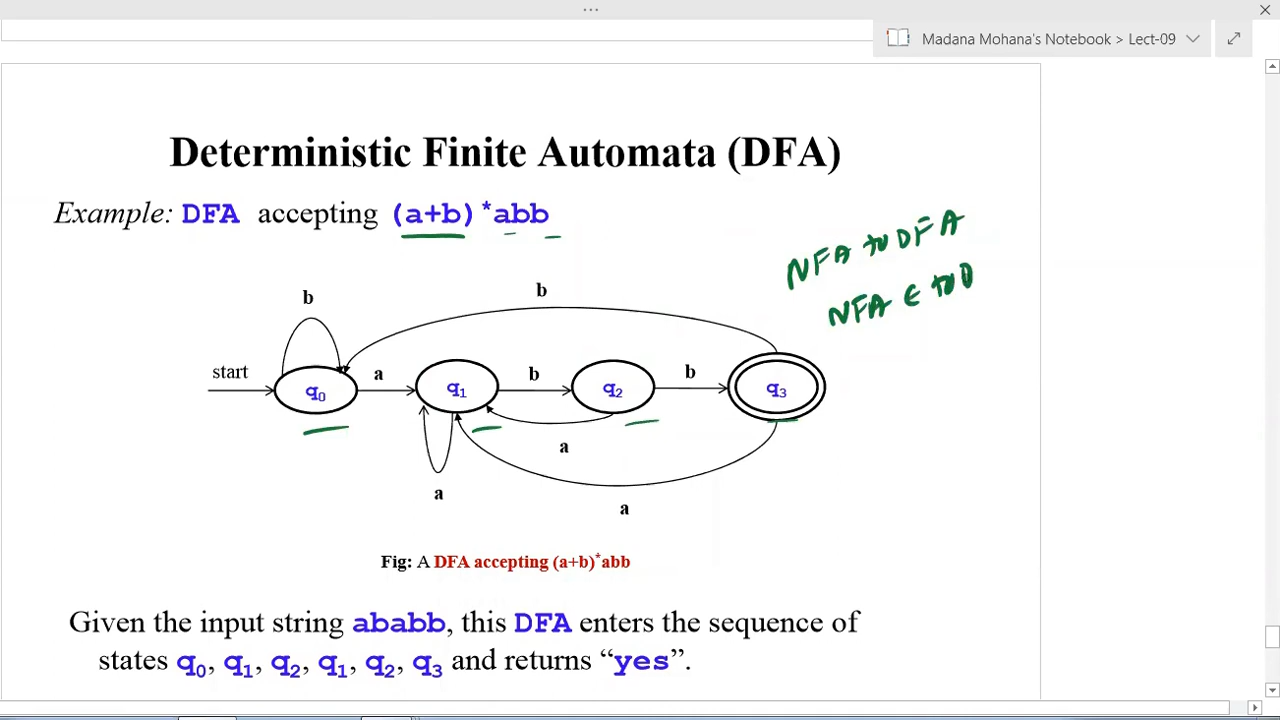 Madana Mohana's Notebook > Lect-09
Deterministic Finite Automata (DFA)
Example: DFA accepting (a+b)*abb
NFA to DFA
NFA ε to D
b
b
start
a
b
b
q0
q1
q2
q3
a
a
a
Fig: A DFA accepting (a+b)*abb
Given the input string ababb, this DFA enters the sequence of
states q0, q1, q2, q1, q2, q3 and returns “yes”.